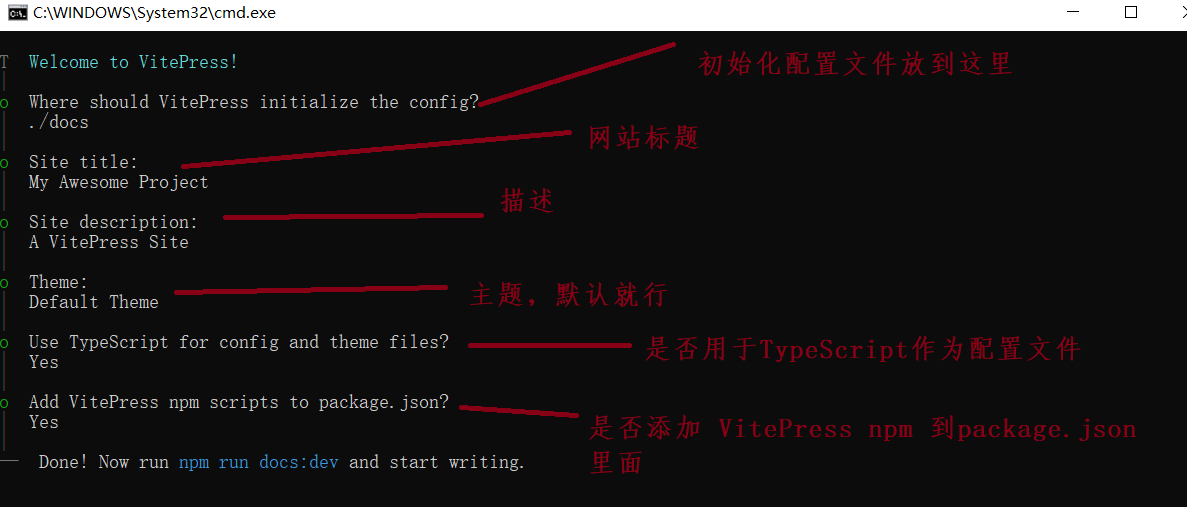 C:\WINDOWS\System32\cmd.exe
Welcome to VitePress!
初始化配置文件放到这里
Where should VitePress initialize the config?
./docs
网站标题
Site title:
My Awesome Project
描述
Site description:
A VitePress Site
Theme:
主题，默认就行
Default Theme
Use TypeScript for config and theme files?
是否用于TypeScript作为配置文件
Yes
Add VitePress npm scripts to package.json?
Yes
是否添加 VitePress npm 到package.json
里面
Done! Now run npm run docs:dev and start writing.